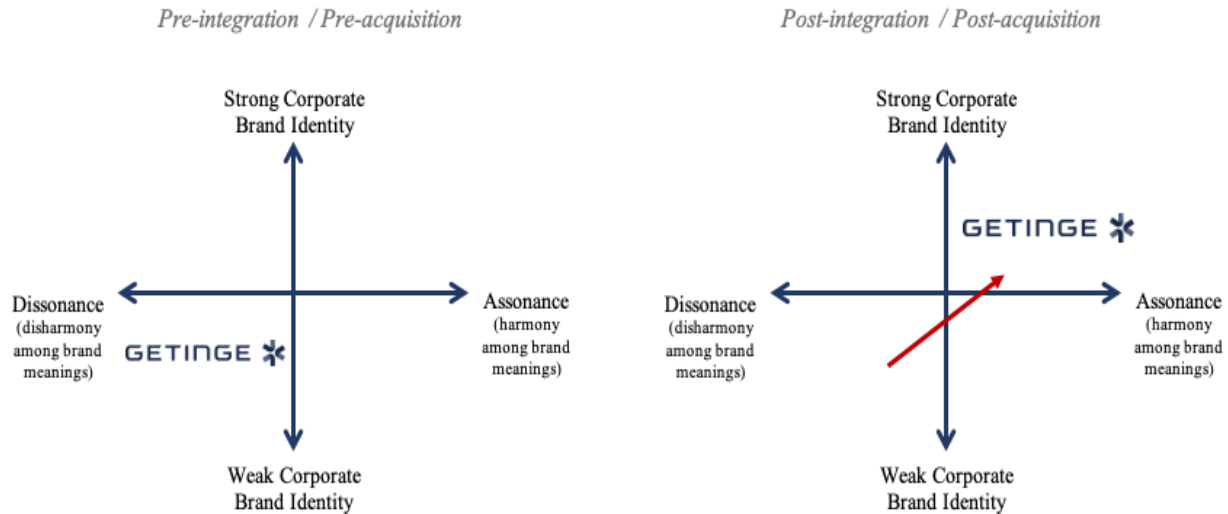 Pre-integration / Pre-acquisition
Strong Corporate
Brand Identity
Dissonance
(disharmony
among brand
meanings)
GETINGE
Assonance
(harmony
among brand
meanings)
Weak Corporate
Brand Identity
Post-integration / Post-acquisition
Strong Corporate
Brand Identity
GETINGE
Dissonance
(disharmony
among brand
meanings)
Assonance
(harmony
among brand
meanings)
Weak Corporate
Brand Identity